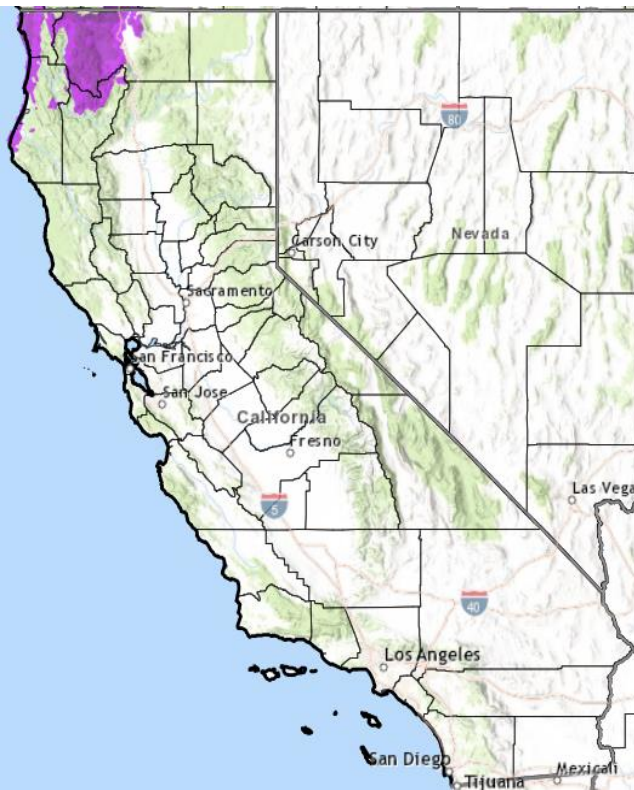 80
Carson City
Nevada
Sacramento
San Francisco
San Jose
California
Fresno
Las Vega
5
40
Los Angeles
San Diego
Tijuana
Mexicali